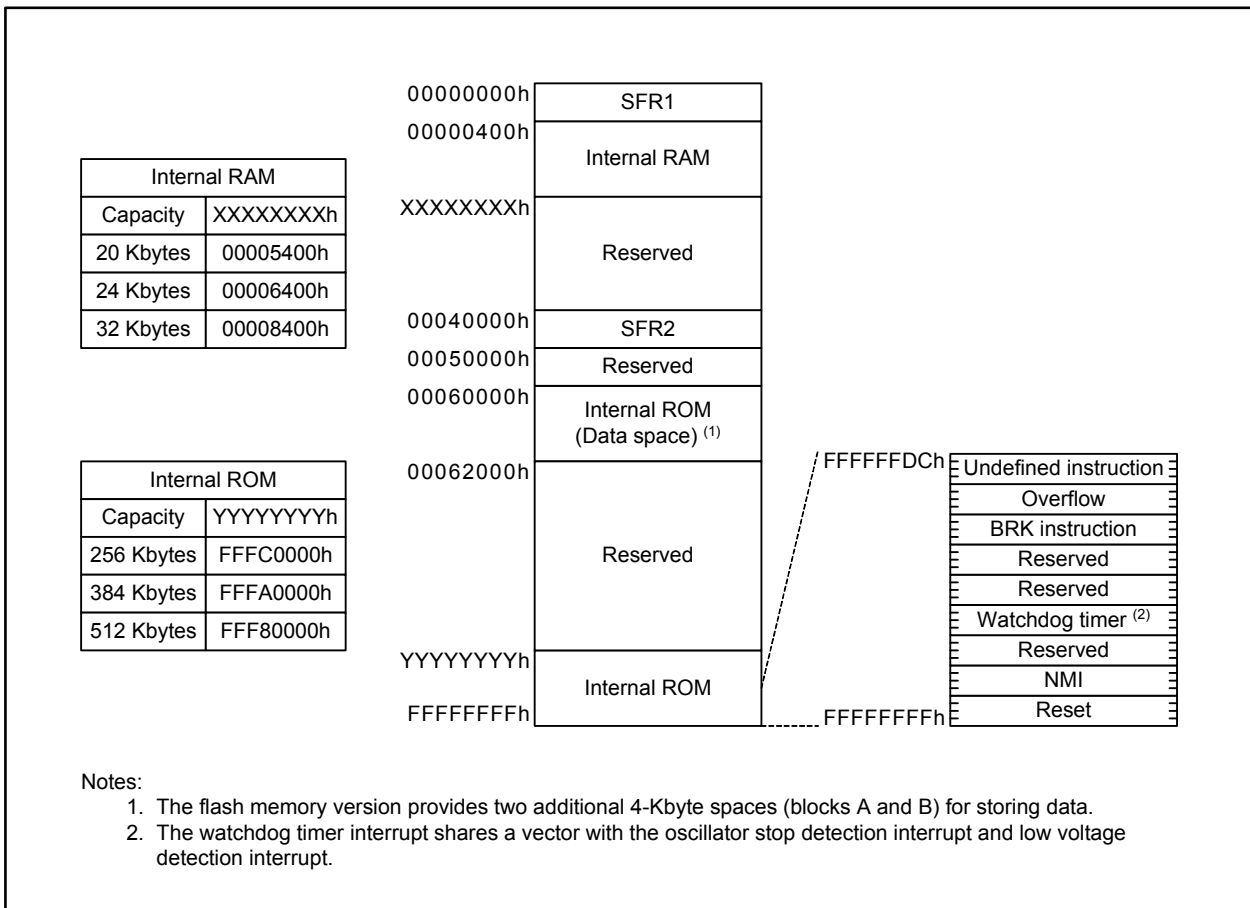 00000000h
SFR1
00000400h
Internal RAM
XXXXXXXXh
Reserved
00040000h
SFR2
00050000h
Reserved
00060000h
Internal ROM
(Data space) (1)
00062000h
Reserved
YYYYYYYYh
Internal ROM
FFFFFFFFh
Internal RAM
Capacity XXXXXXXXh
20 Kbytes 00005400h
24 Kbytes 00006400h
32 Kbytes 00008400h
Internal ROM
Capacity YYYYYYYYh
256 Kbytes FFFC0000h
384 Kbytes FFFA0000h
512 Kbytes FFF80000h
FFFFFFDCh
Undefined instruction
Overflow
BRK instruction
Reserved
Reserved
Watchdog timer (2)
Reserved
NMI
Reset
FFFFFFFFh
Notes:
1. The flash memory version provides two additional 4-Kbyte spaces (blocks A and B) for storing data.
2. The watchdog timer interrupt shares a vector with the oscillator stop detection interrupt and low voltage
detection interrupt.